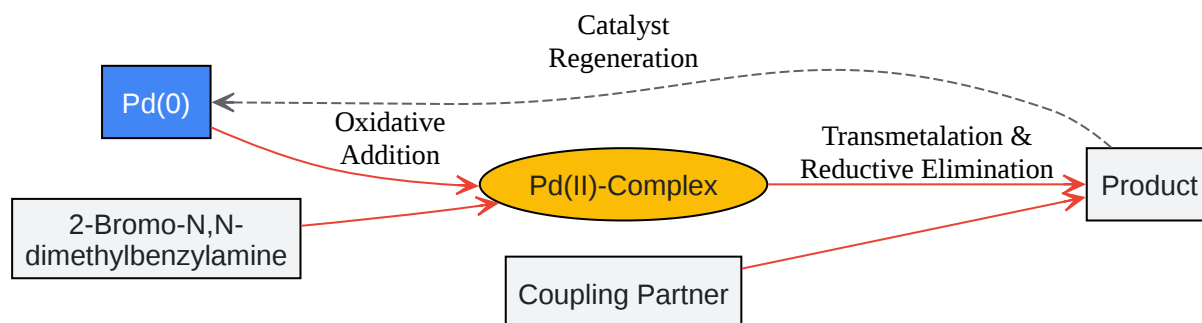 Catalyst
Regeneration
Pd(0)
Oxidative
Addition
Transmetalation &
Reductive Elimination
Pd(II)-Complex
Product
2-Bromo-N,N-
dimethylbenzylamine
Coupling Partner